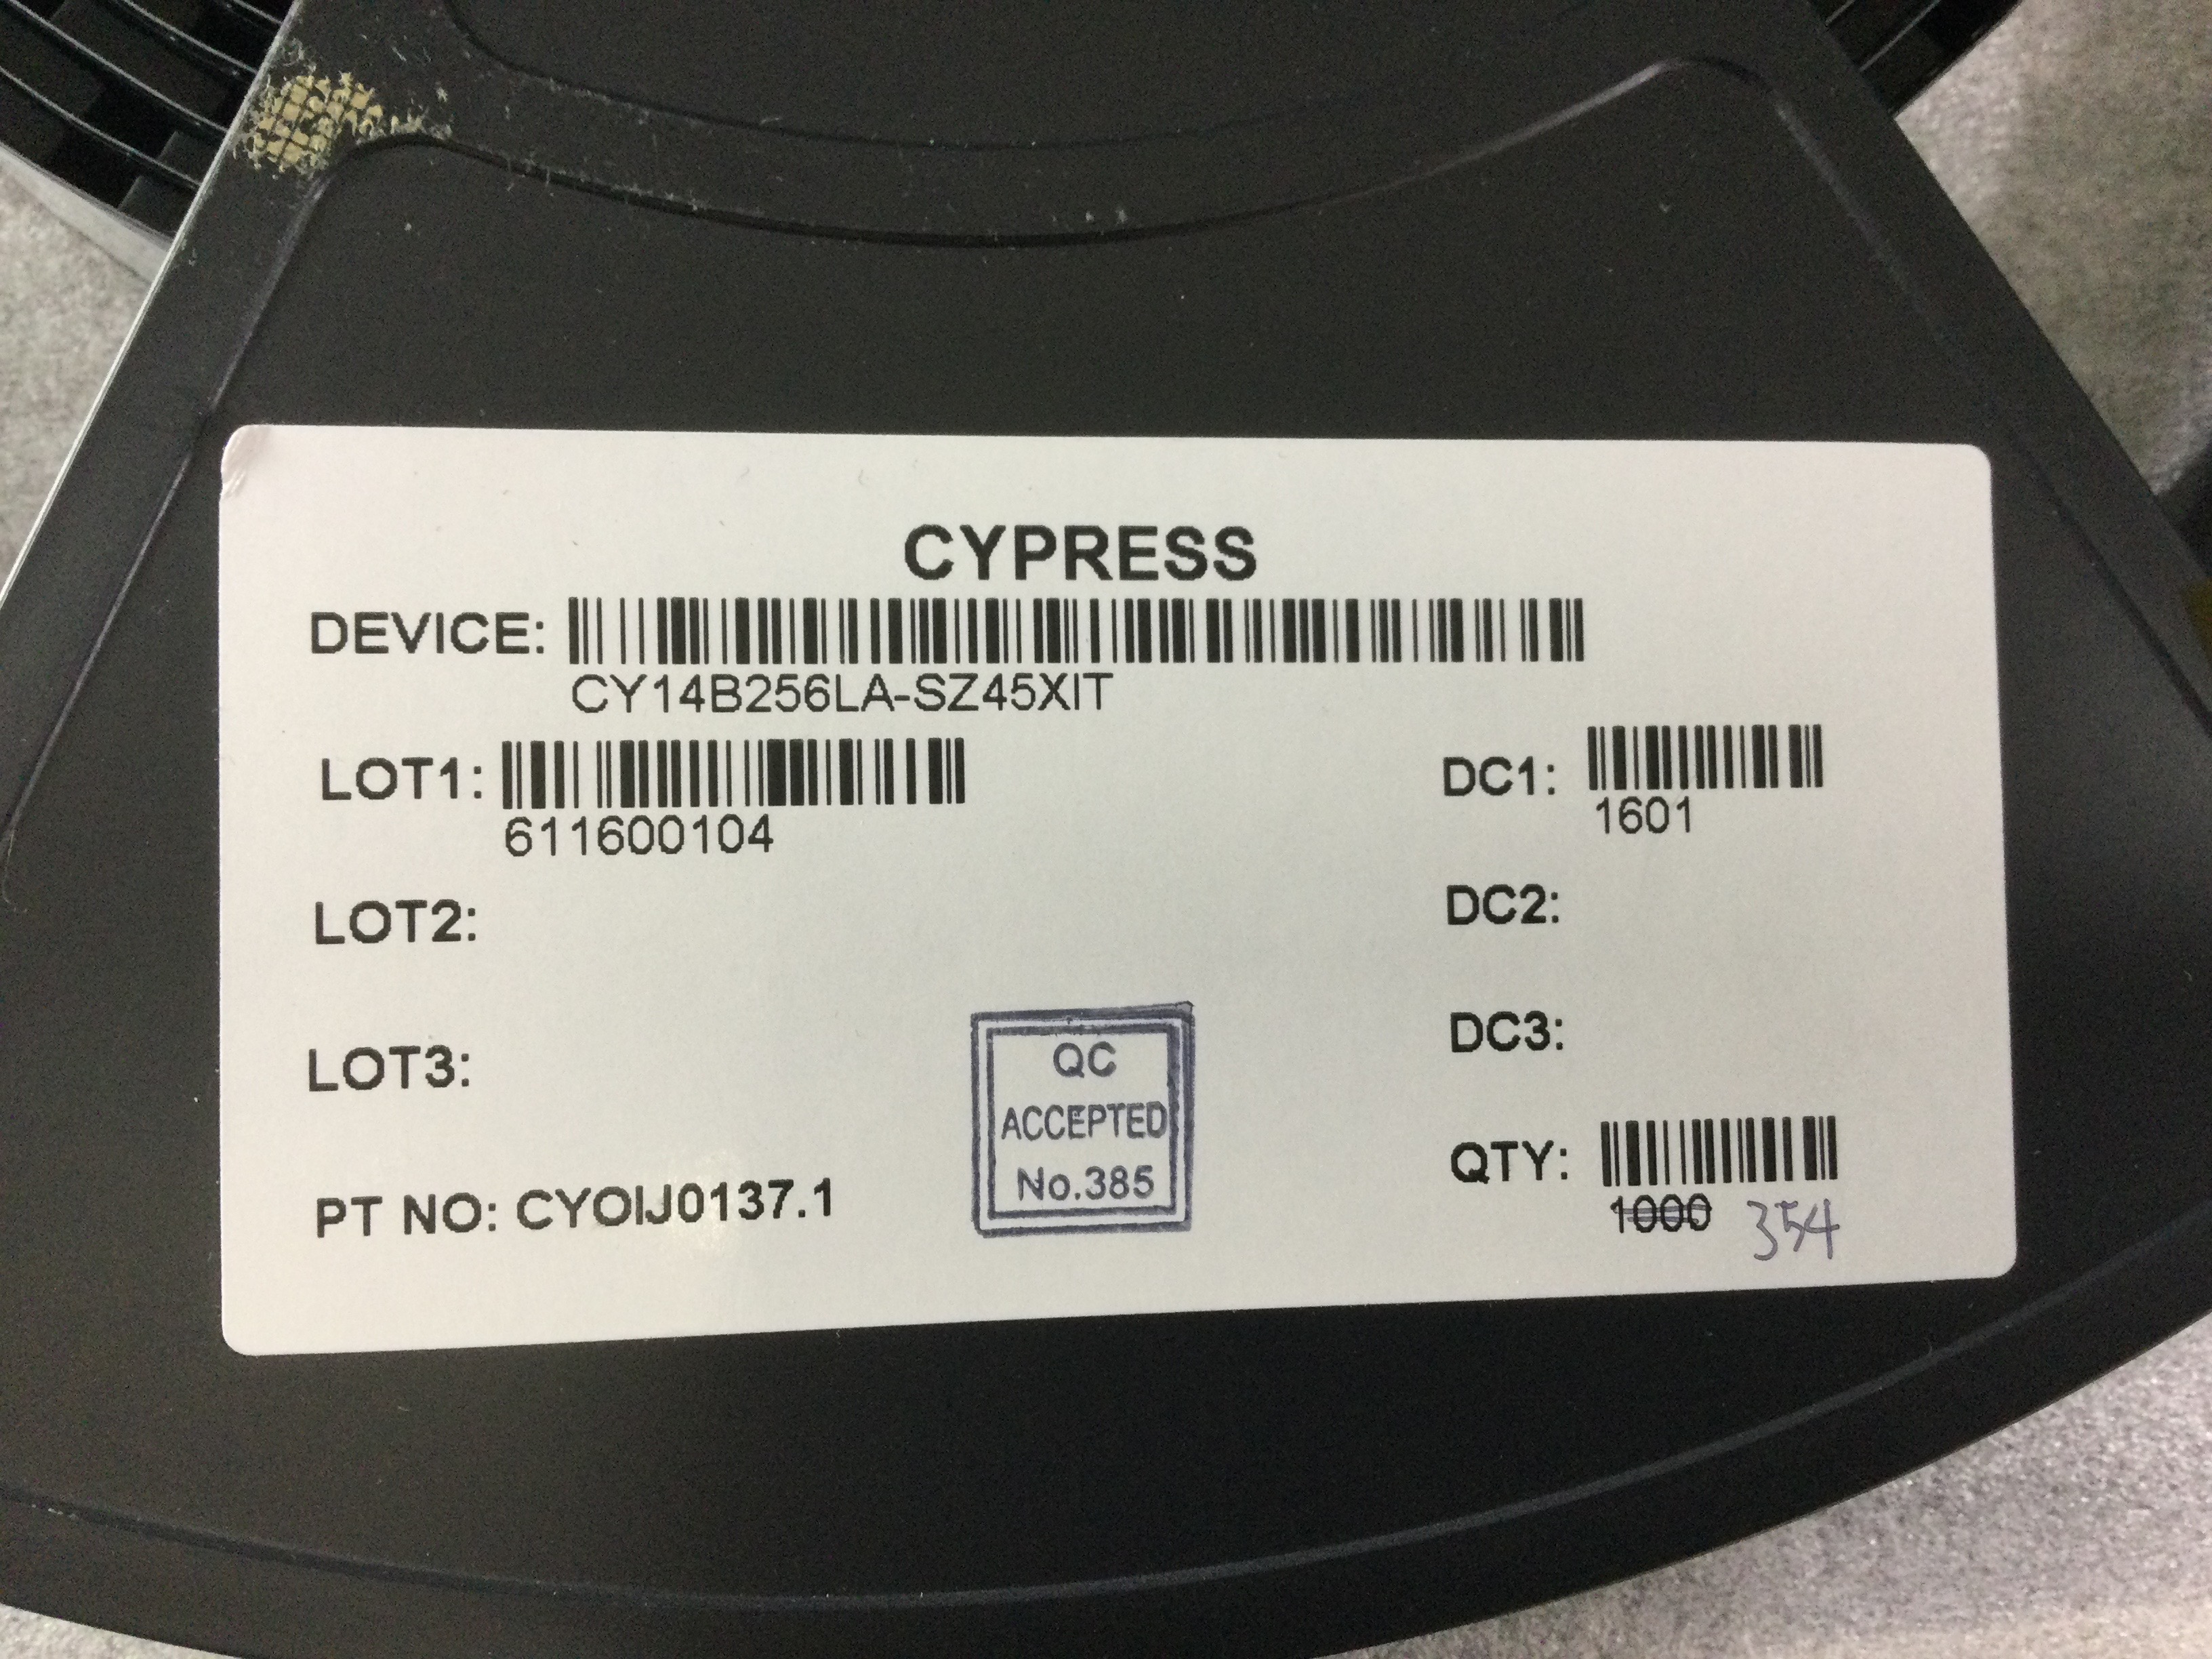 CYPRESS
DEVICE:
CY14B256LA-SZ45XIT
LOT1:
611600104
DC1:
1601
LOT2:
DC2:
LOT3:
DC3:
QC
ACCEPTED
No.385
PT NO: CYOIJ0137.1
QTY:
1000 354